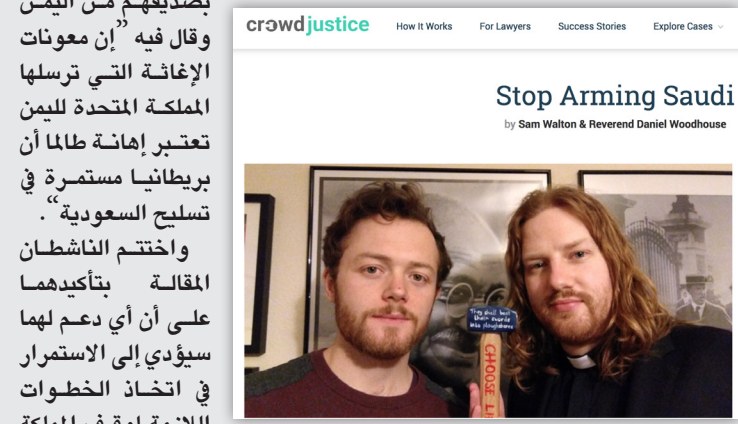 بصديقهم من اليمن
وقال فيه ”إن معونات
الإغاثة التي ترسلها
المملكة المتحدة لليمن
تعتبر إهانة طالما أن
بريطانيا مستمرة في
تسليح السعودية“.
واختتم الناشطان
المقالة بتأكيدهما
على أن أي دعم لهما
سيؤدي إلى الاستمرار
في اتخاذ الخطوات
crowdjustice How It Works For Lawyers Success Stories Explore Cases
Stop Arming Saudi
by Sam Walton & Reverend Daniel Woodhouse
They shall beat
their swords
into ploughshares
CHOOSE